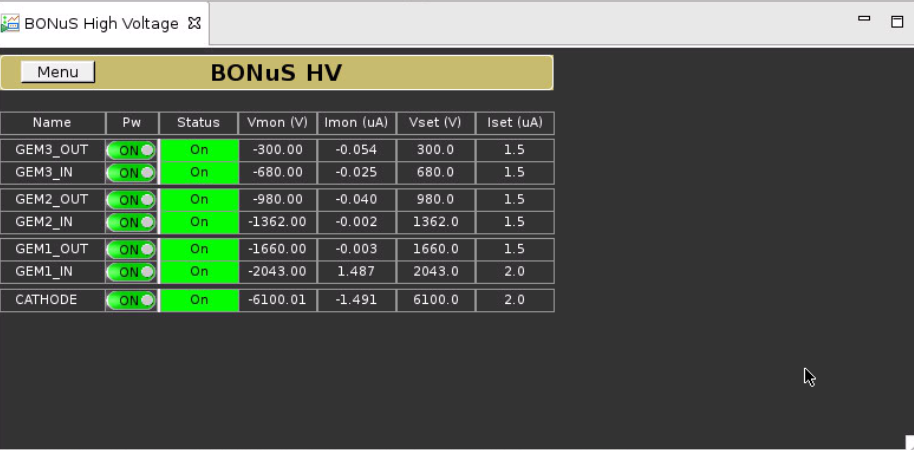 BONuS High Voltage
Menu BONuS HV
Name Pw Status Vmon (V) Imon (uA) Vset (V) Iset (uA)
GEM3_OUT ON On -300.00 -0.054 300.0 1.5
GEM3_IN ON On -680.00 -0.025 680.0 1.5
GEM2_OUT ON On -980.00 -0.040 980.0 1.5
GEM2_IN ON On -1362.00 -0.002 1362.0 1.5
GEM1_OUT ON On -1660.00 -0.003 1660.0 1.5
GEM1_IN ON On -2043.00 1.487 2043.0 2.0
CATHODE ON On -6100.01 -1.491 6100.0 2.0